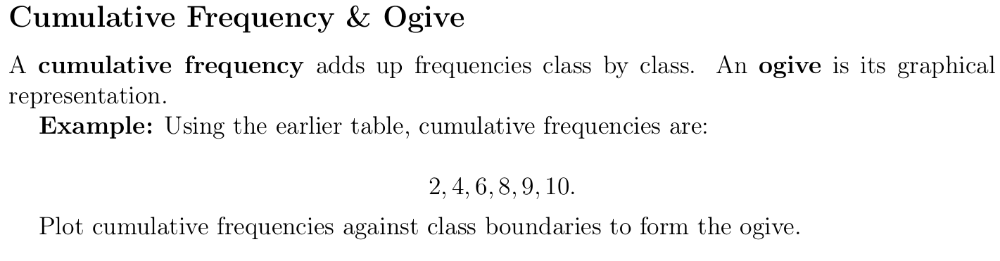 Cumulative Frequency & Ogive
A cumulative frequency adds up frequencies class by class. An ogive is its graphical
representation.
Example: Using the earlier table, cumulative frequencies are:
2, 4, 6, 8, 9, 10.
Plot cumulative frequencies against class boundaries to form the ogive.